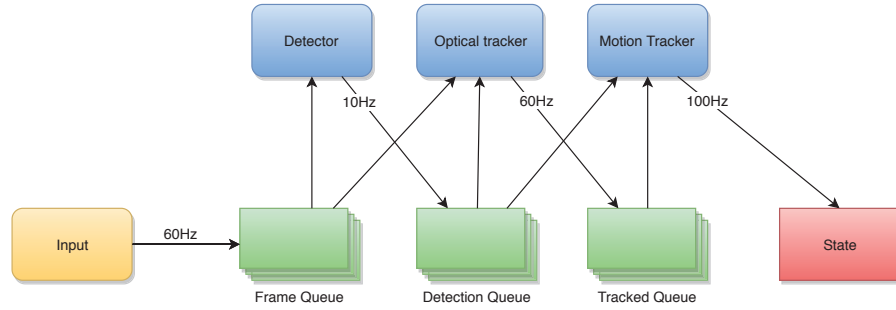 Detector
Optical tracker
Motion Tracker
10Hz
60Hz
100Hz
60Hz
Input
State
Frame Queue
Detection Queue
Tracked Queue